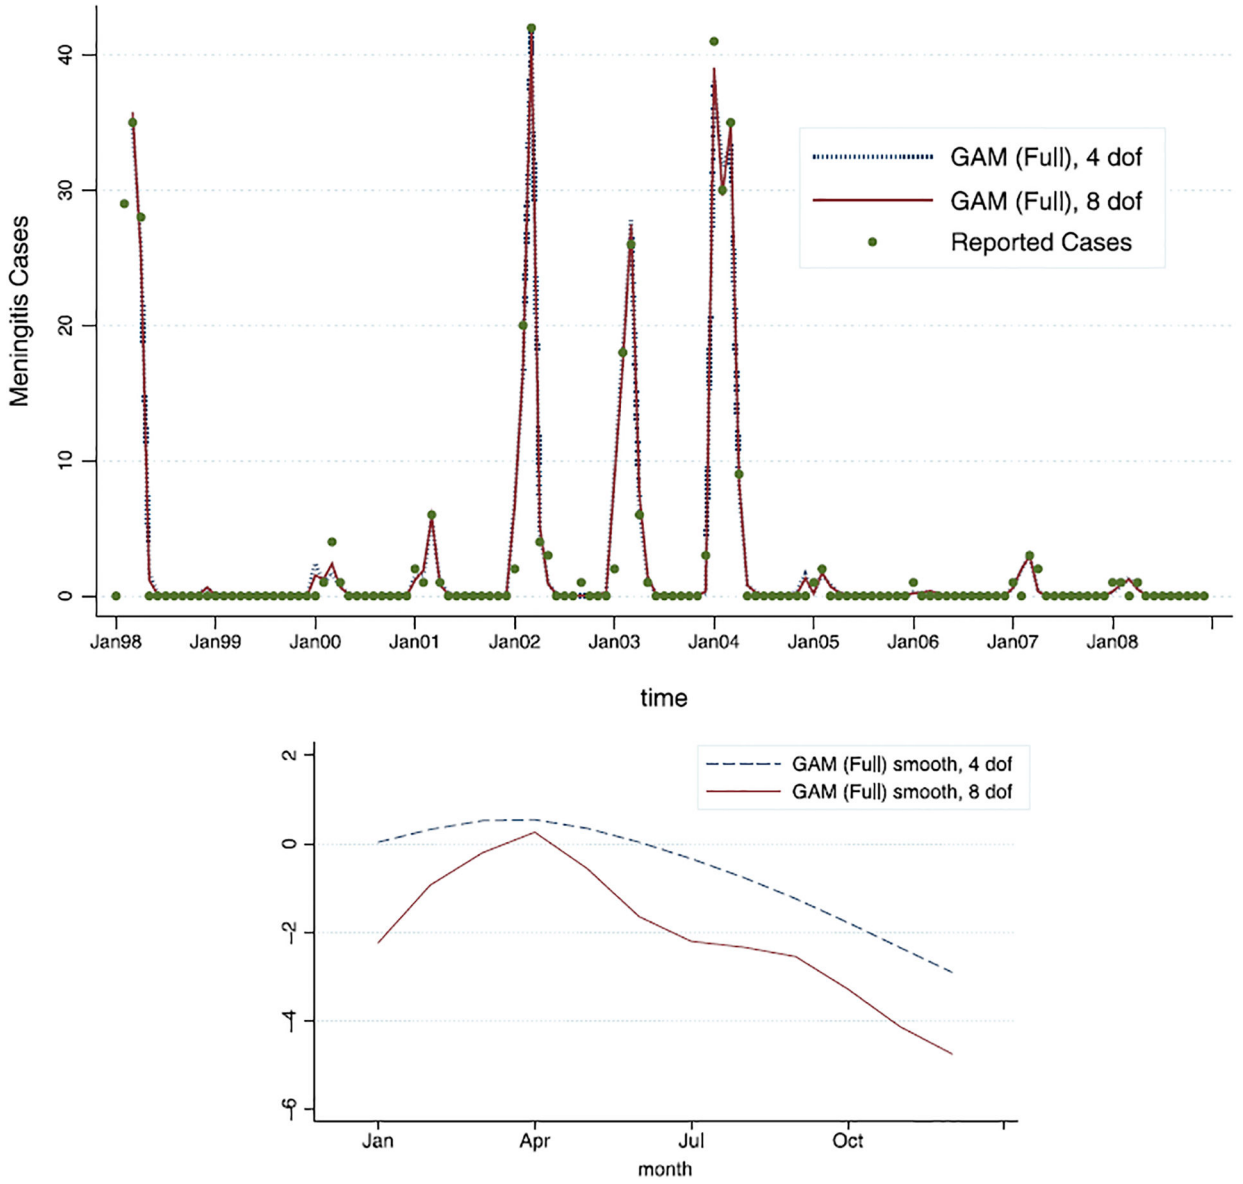 40
30
20
10
0
Meningitis Cases
GAM (Full), 4 dof
GAM (Full), 8 dof
Reported Cases
Jan98 Jan99 Jan00 Jan01 Jan02 Jan03 Jan04 Jan05 Jan06 Jan07 Jan08
time
2
0
-2
-4
-6
GAM (Full) smooth, 4 dof
GAM (Full) smooth, 8 dof
Jan Apr Jul Oct
month